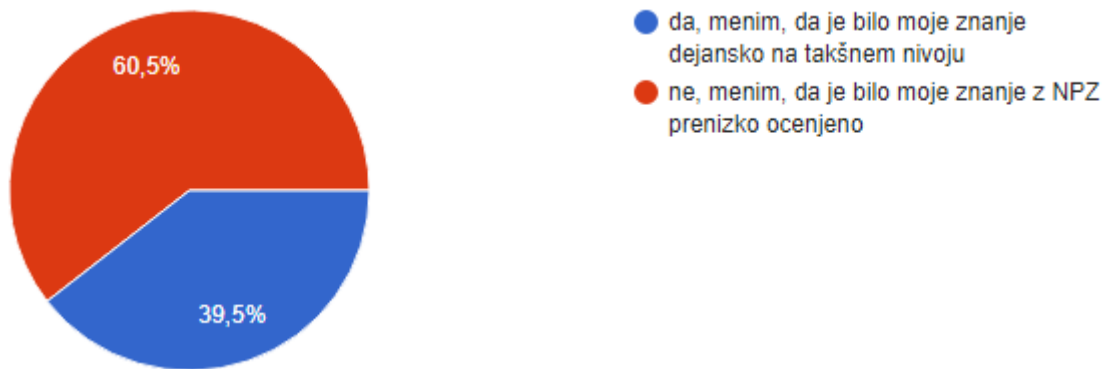 60,5%
39,5%
da, menim, da je bilo moje znanje
dejansko na takšnem nivoju
ne, menim, da je bilo moje znanje z NPZ
prenizko ocenjeno